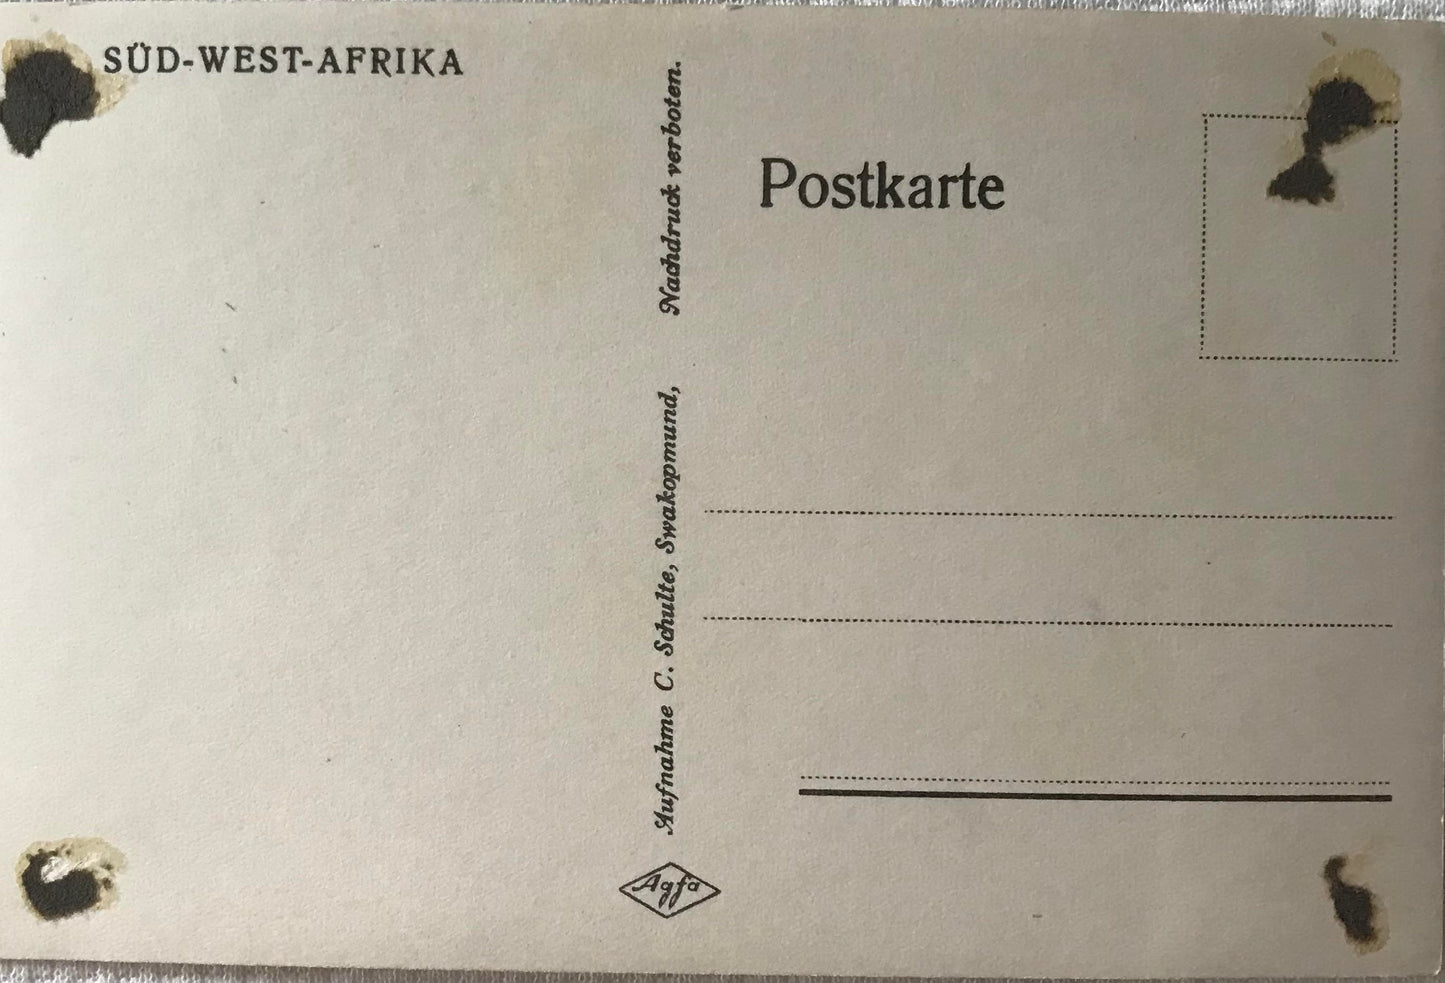 SÜD-WEST-AFRIKA
Aufnahme C. Schulte, Swakopmund, Nachdruck verboten.
Agfa
Postkarte